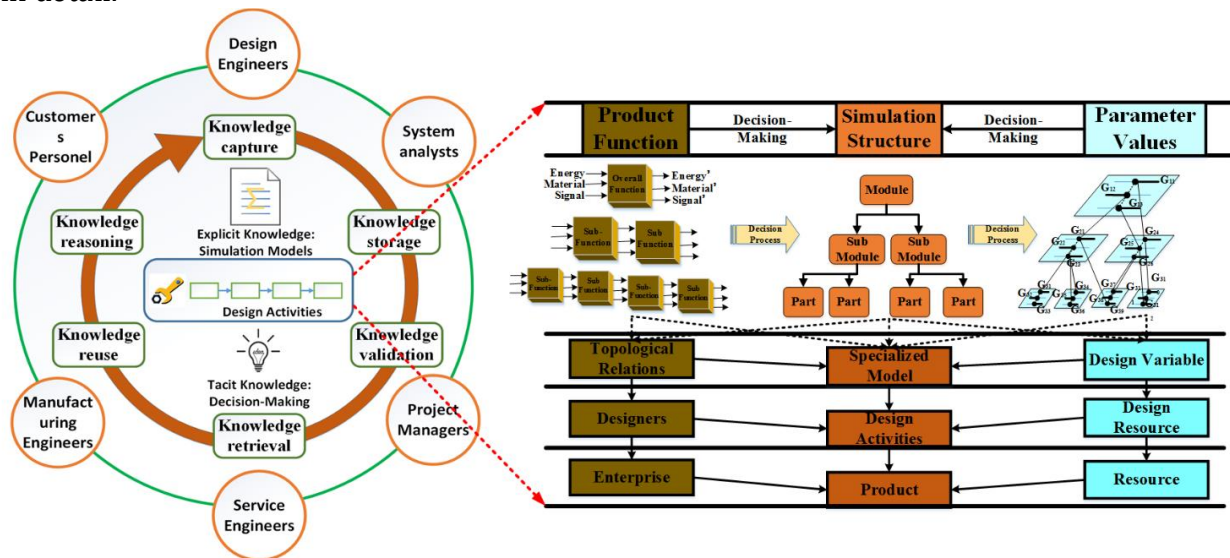 Design
Engineers
Customer
s
Personel
System
analysts
Knowledge
capture
Knowledge
reasoning
Knowledge
storage
Explicit Knowledge:
Simulation Models
Design Activities
Knowledge
reuse
Knowledge
validation
Tacit Knowledge:
Decision-Making
Knowledge
retrieval
Manufact
uring
Engineers
Project
Managers
Service
Engineers
Product
Function
Decision-
Making
Simulation
Structure
Decision-
Making
Parameter
Values
Energy
Material
Signal
Overall
Function
Energy'
Material'
Signal'
Sub-
Function
Sub
Function
Sub-
Function
Sub
Function
Sub-
Function
Sub
Function
Decision
Process
Module
Sub
Module
Sub
Module
Part
Part
Part
Part
Decision
Process
G11
G12
G13
G21
G22
G23
G24
G25
G31
Topological
Relations
Specialized
Model
Design Variable
Designers
Design
Activities
Design
Resource
Enterprise
Product
Resource